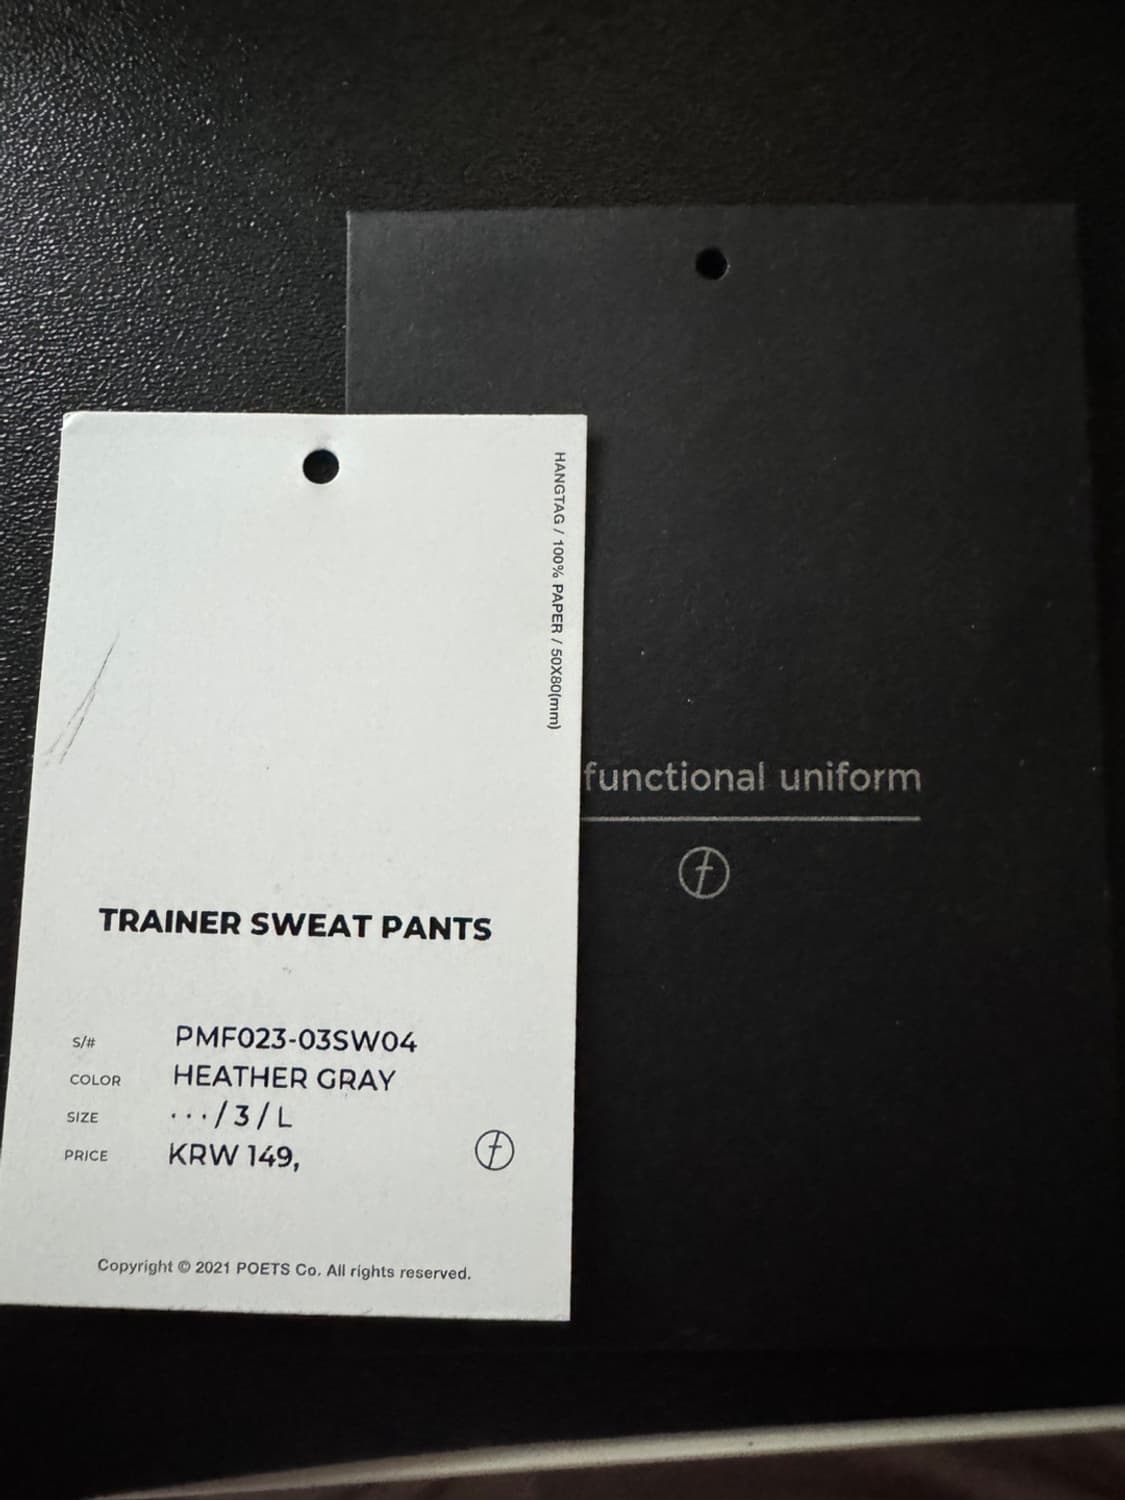 HANGTAG / 100% PAPER / 50X80(mm)
functional uniform
TRAINER SWEAT PANTS
S/# PMF023-03SW04
COLOR HEATHER GRAY
SIZE ···/3/L
PRICE KRW 149,
Copyright © 2021 POETS Co. All rights reserved.